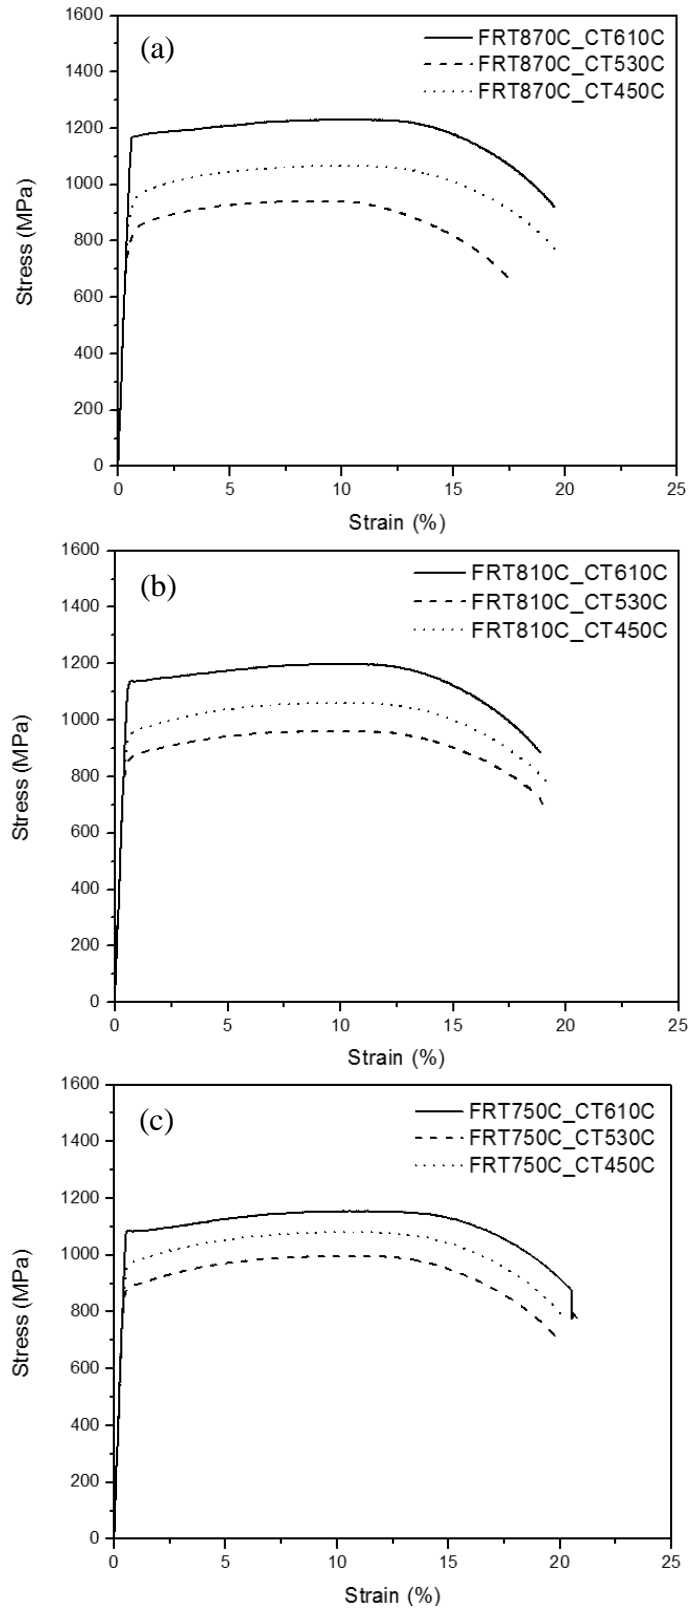 (a)
FRT870C_CT610C
FRT870C_CT530C
FRT870C_CT450C
1600
1400
1200
1000
800
600
400
200
0
Stress (MPa)
0 5 10 15 20 25
Strain (%)
(b)
FRT810C_CT610C
FRT810C_CT530C
FRT810C_CT450C
1600
1400
1200
1000
800
600
400
200
0
Stress (MPa)
0 5 10 15 20 25
Strain (%)
(c)
FRT750C_CT610C
FRT750C_CT530C
FRT750C_CT450C
1600
1400
1200
1000
800
600
400
200
0
Stress (MPa)
0 5 10 15 20 25
Strain (%)